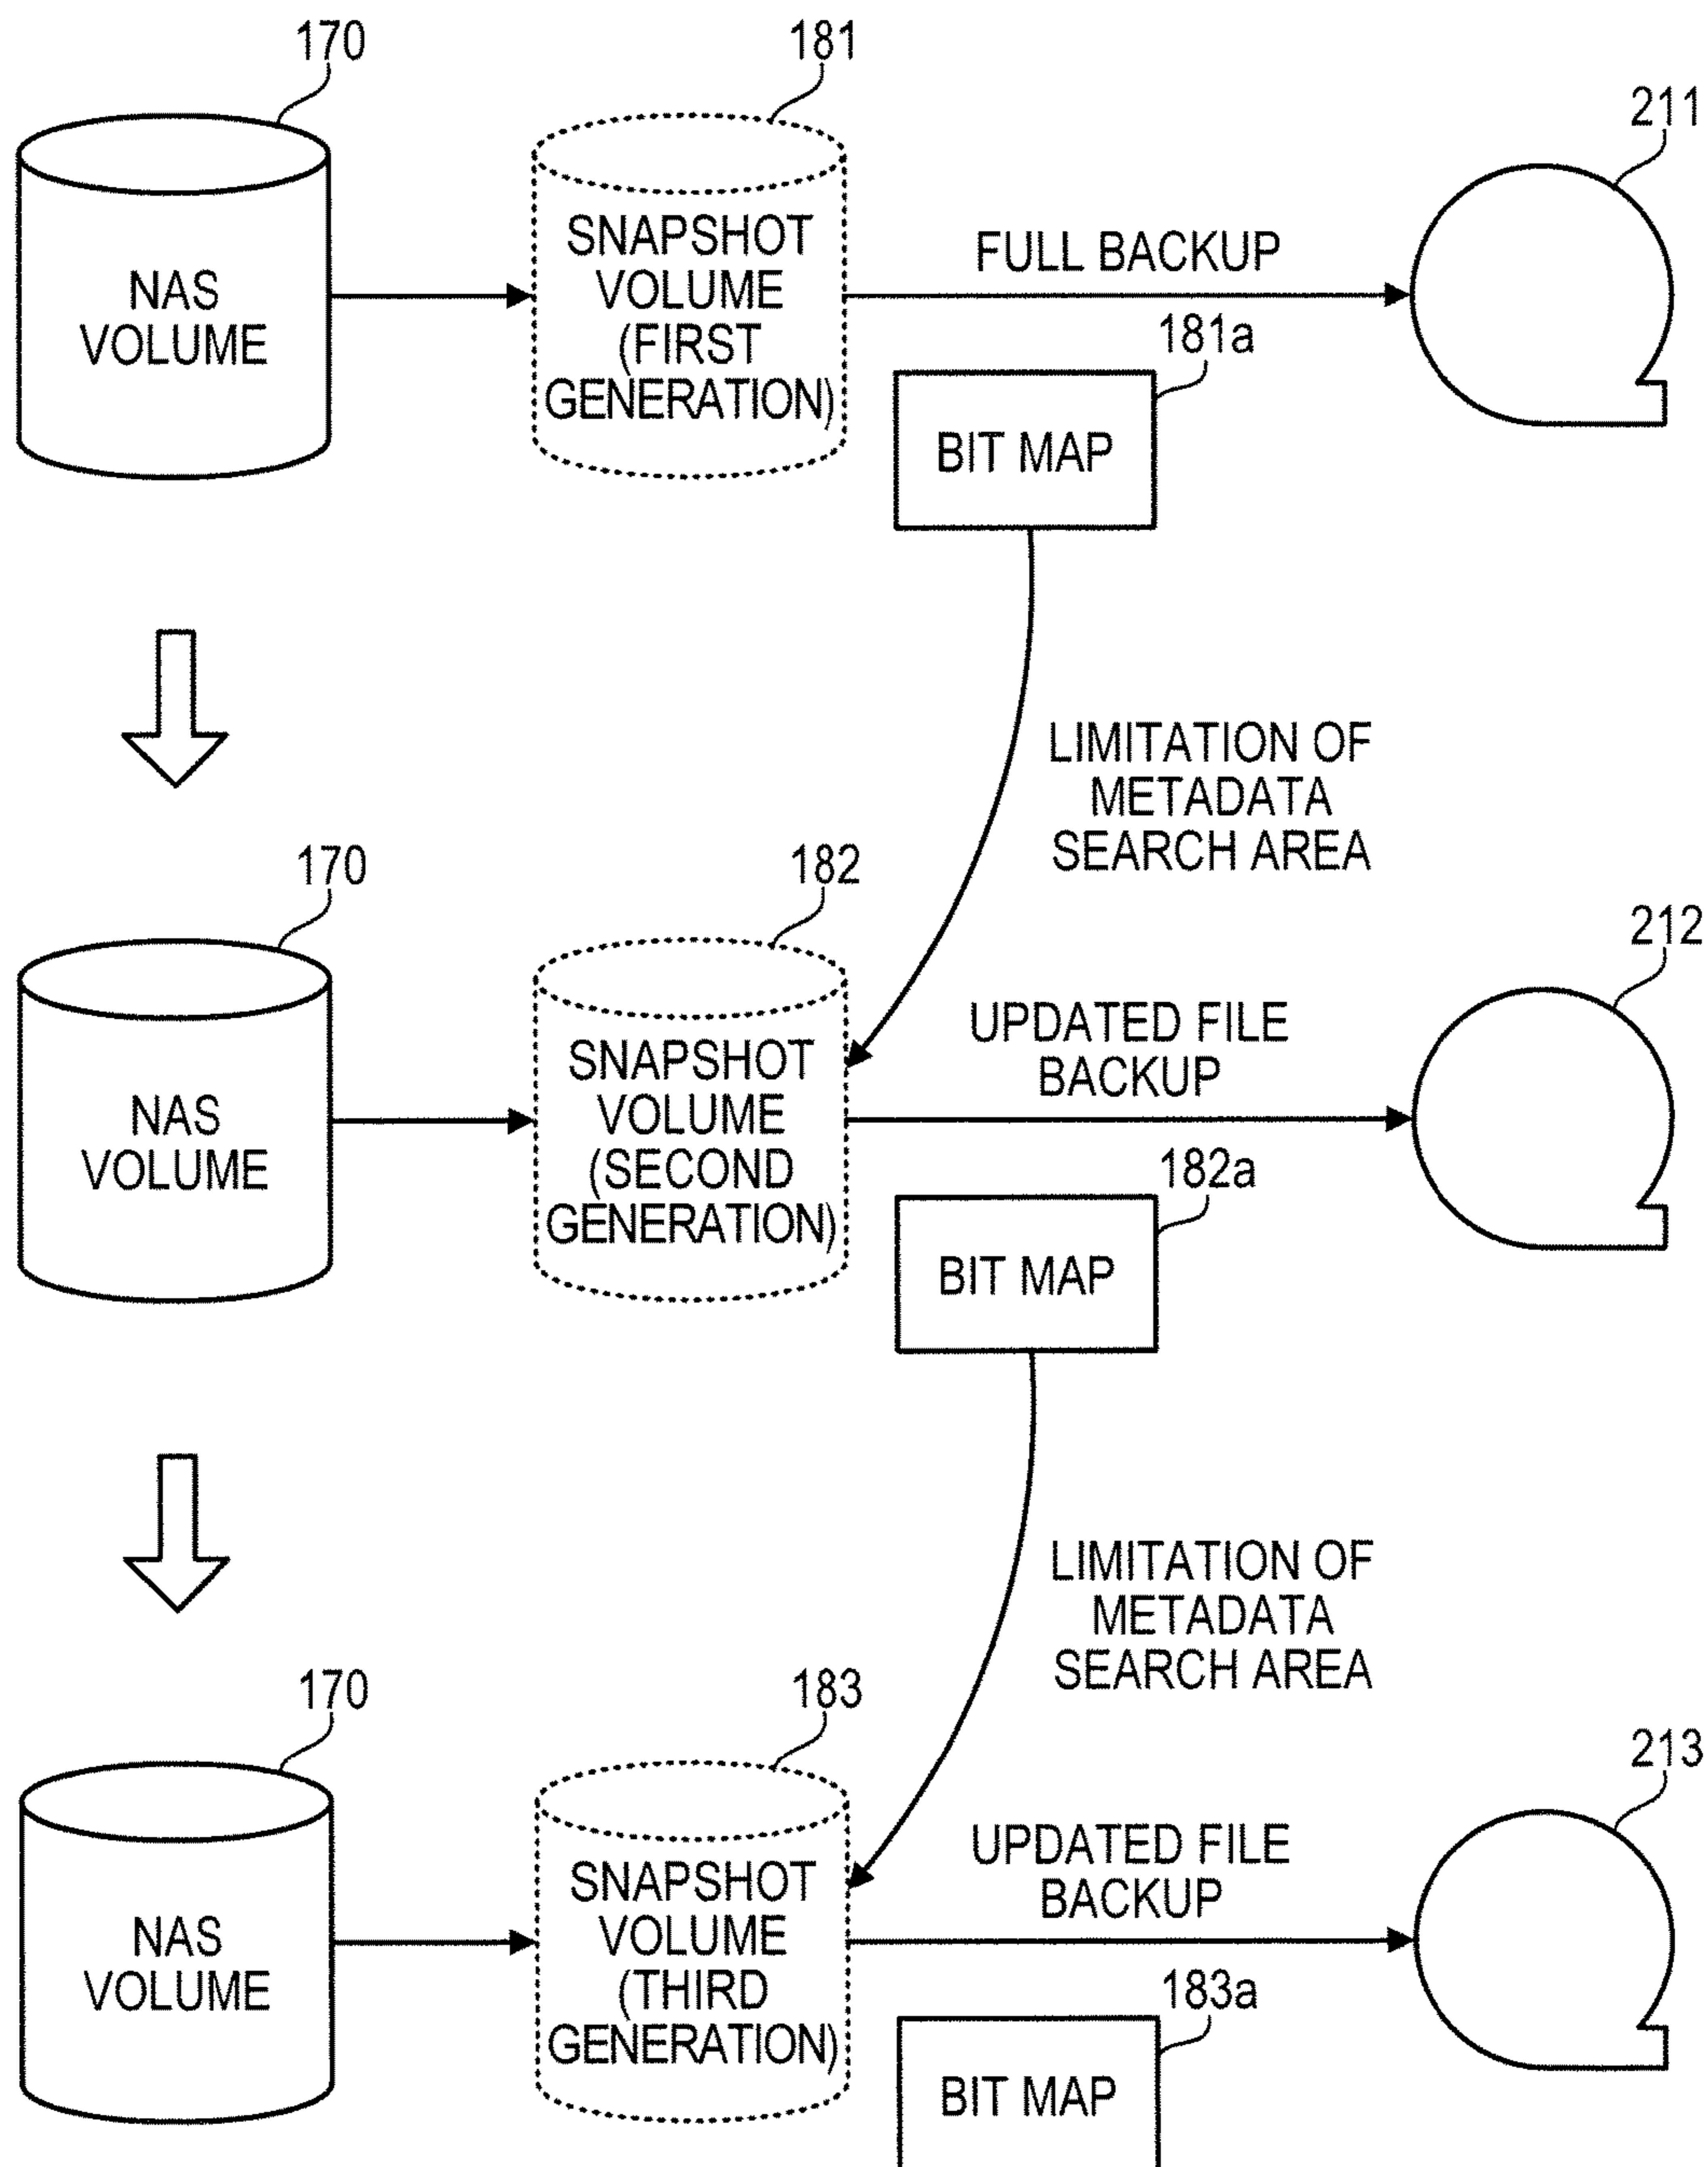 170
181
211
NAS
VOLUME
SNAPSHOT
VOLUME
(FIRST
GENERATION)
FULL BACKUP
181a
BIT MAP
LIMITATION OF
METADATA
SEARCH AREA
170
182
212
NAS
VOLUME
SNAPSHOT
VOLUME
(SECOND
GENERATION)
UPDATED FILE
BACKUP
182a
BIT MAP
LIMITATION OF
METADATA
SEARCH AREA
170
183
213
NAS
VOLUME
SNAPSHOT
VOLUME
(THIRD
GENERATION)
UPDATED FILE
BACKUP
183a
BIT MAP